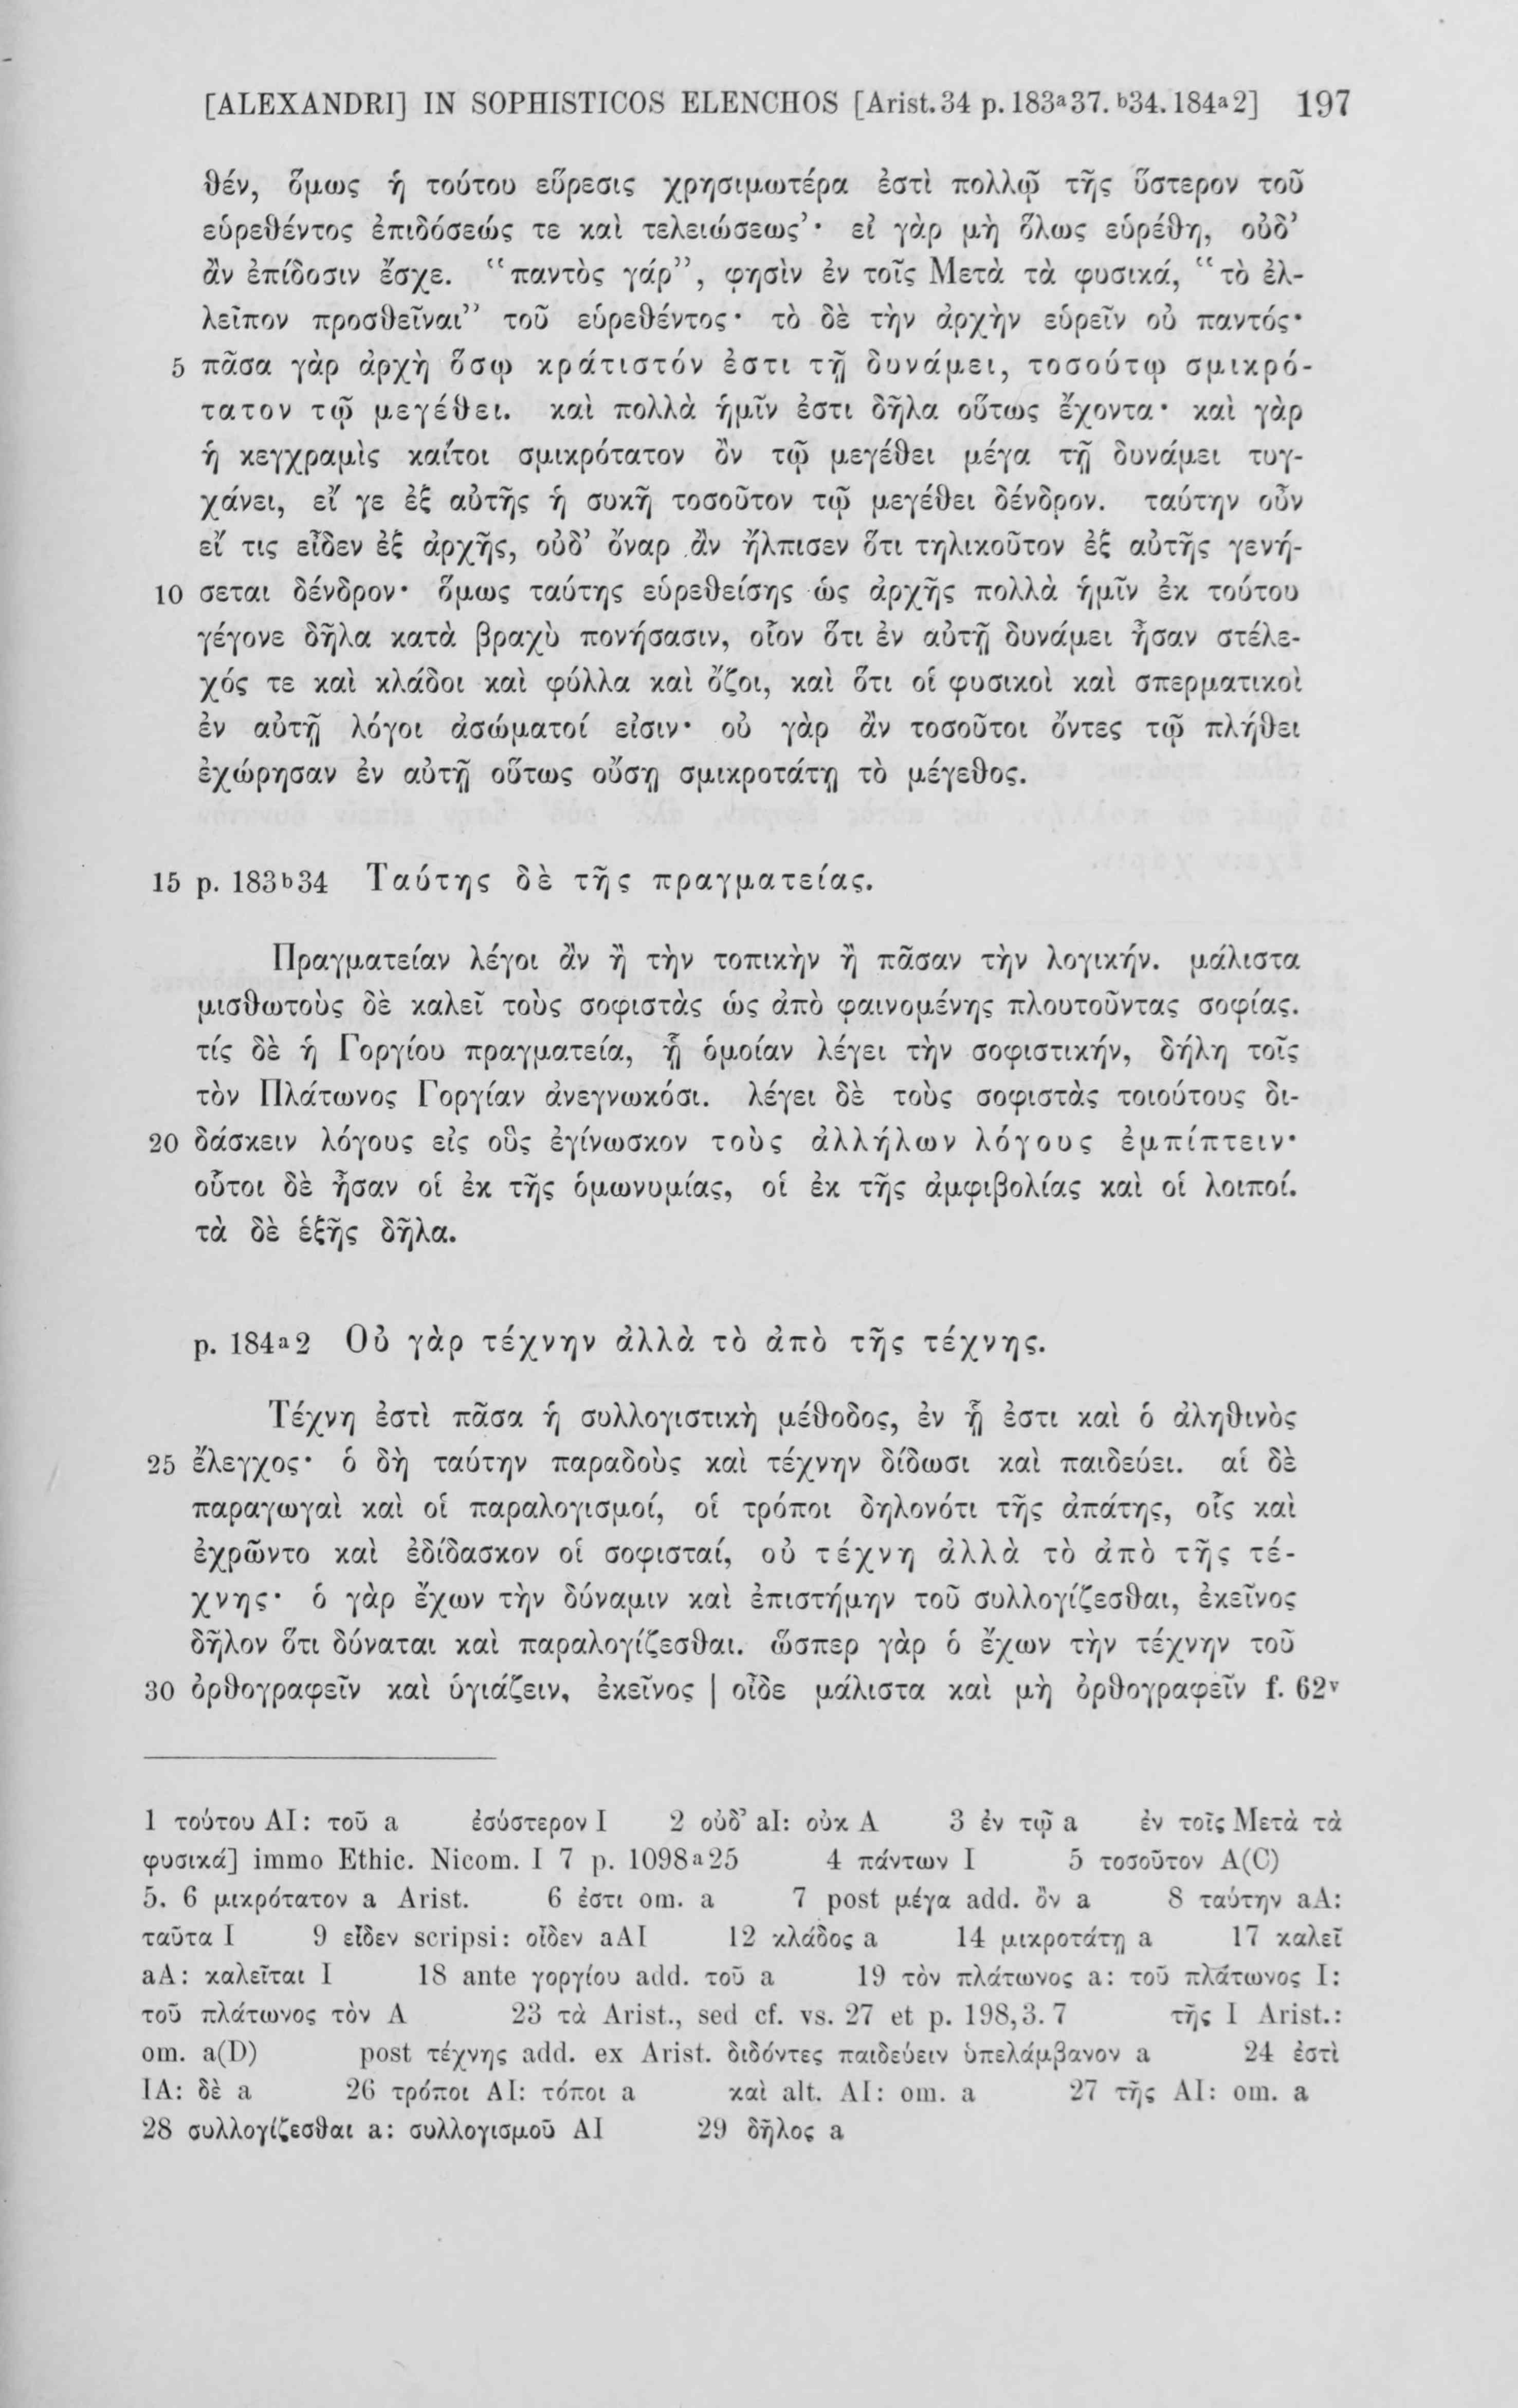 [ALEXANDRI] IN SOPHISTICOS ELENCHOS [Arist. 34 p. 183ᵃ37. ᵇ34. 184ᵃ2] 197
θέν, ὅμως ἡ τούτου εὕρεσις χρησιμωτέρα ἐστὶ πολλῷ τῆς ὕστερον τοῦ
εὑρεθέντος ἐπιδόσεώς τε καὶ τελειώσεως’· εἰ γὰρ μὴ ὅλως εὑρέθη, οὐδ’
ἂν ἐπίδοσιν ἔσχε. “παντὸς γάρ”, φησὶν ἐν τοῖς Μετὰ τὰ φυσικά, “τὸ ἐλ-
λεῖπον προσθεῖναι” τοῦ εὑρεθέντος· τὸ δὲ τὴν ἀρχὴν εὑρεῖν οὐ παντός·
5 πᾶσα γὰρ ἀρχὴ ὅσῳ κράτιστόν ἐστι τῇ δυνάμει, τοσούτῳ σμικρό-
τατον τῷ μεγέθει. καὶ πολλὰ ἡμῖν ἐστι δῆλα οὕτως ἔχοντα· καὶ γὰρ
ἡ κεγχραμὶς καίτοι σμικρότατον ὂν τῷ μεγέθει μέγα τῇ δυνάμει τυγ-
χάνει, εἴ γε ἐξ αὐτῆς ἡ συκῆ τοσοῦτον τῷ μεγέθει δένδρον. ταύτην οὖν
εἴ τις εἶδεν ἐξ ἀρχῆς, οὐδ’ ὄναρ ἂν ἤλπισεν ὅτι τηλικοῦτον ἐξ αὐτῆς γενή-
10 σεται δένδρον· ὅμως ταύτης εὑρεθείσης ὡς ἀρχῆς πολλὰ ἡμῖν ἐκ τούτου
γέγονε δῆλα κατὰ βραχὺ πονήσασιν, οἷον ὅτι ἐν αὐτῇ δυνάμει ἦσαν στέλε-
χός τε καὶ κλάδοι καὶ φύλλα καὶ ὄζοι, καὶ ὅτι οἱ φυσικοὶ καὶ σπερματικοὶ
ἐν αὐτῇ λόγοι ἀσώματοί εἰσιν· οὐ γὰρ ἂν τοσοῦτοι ὄντες τῷ πλήθει
ἐχώρησαν ἐν αὐτῇ οὕτως οὔσῃ σμικροτάτῃ τὸ μέγεθος.
15 p. 183ᵇ34 Ταύτης δὲ τῆς πραγματείας.
Πραγματείαν λέγοι ἂν ἢ τὴν τοπικὴν ἢ πᾶσαν τὴν λογικήν. μάλιστα
μισθωτοὺς δὲ καλεῖ τοὺς σοφιστὰς ὡς ἀπὸ φαινομένης πλουτοῦντας σοφίας.
τίς δὲ ἡ Γοργίου πραγματεία, ᾗ ὁμοίαν λέγει τὴν σοφιστικήν, δήλη τοῖς
τὸν Πλάτωνος Γοργίαν ἀνεγνωκόσι. λέγει δὲ τοὺς σοφιστὰς τοιούτους δι-
20 δάσκειν λόγους εἰς οὓς ἐγίνωσκον τοὺς ἀλλήλων λόγους ἐμπίπτειν·
οὗτοι δὲ ἦσαν οἱ ἐκ τῆς ὁμωνυμίας, οἱ ἐκ τῆς ἀμφιβολίας καὶ οἱ λοιποί.
τὰ δὲ ἑξῆς δῆλα.
p. 184ᵃ2 Οὐ γὰρ τέχνην ἀλλὰ τὸ ἀπὸ τῆς τέχνης.
Τέχνη ἐστὶ πᾶσα ἡ συλλογιστικὴ μέθοδος, ἐν ᾗ ἐστι καὶ ὁ ἀληθινὸς
25 ἔλεγχος· ὁ δὴ ταύτην παραδοὺς καὶ τέχνην δίδωσι καὶ παιδεύει. αἱ δὲ
παραγωγαὶ καὶ οἱ παραλογισμοί, οἱ τρόποι δηλονότι τῆς ἀπάτης, οἷς καὶ
ἐχρῶντο καὶ ἐδίδασκον οἱ σοφισταί, οὐ τέχνη ἀλλὰ τὸ ἀπὸ τῆς τέ-
χνης· ὁ γὰρ ἔχων τὴν δύναμιν καὶ ἐπιστήμην τοῦ συλλογίζεσθαι, ἐκεῖνος
δῆλον ὅτι δύναται καὶ παραλογίζεσθαι. ὥσπερ γὰρ ὁ ἔχων τὴν τέχνην τοῦ
30 ὀρθογραφεῖν καὶ ὑγιάζειν, ἐκεῖνος | οἶδε μάλιστα καὶ μὴ ὀρθογραφεῖν f. 62ᵛ
1 τούτου AI: τοῦ a ἐσύστερον I 2 οὐδ’ aI: οὐκ A 3 ἐν τῷ a ἐν τοῖς Μετὰ τὰ
φυσικά] immo Ethic. Nicom. I 7 p. 1098ᵃ25 4 πάντων I 5 τοσοῦτον A(C)
5. 6 μικρότατον a Arist. 6 ἐστι om. a 7 post μέγα add. ὂν a 8 ταύτην aA:
ταῦτα I 9 εἶδεν scripsi: οἶδεν aAI 12 κλάδος a 14 μικροτάτῃ a 17 καλεῖ
aA: καλεῖται I 18 ante γοργίου add. τοῦ a 19 τὸν πλάτωνος a: τοῦ πλάτωνος I:
τοῦ πλάτωνος τὸν A 23 τὰ Arist., sed cf. vs. 27 et p. 198,3. 7 τῆς I Arist.:
om. a(D) post τέχνης add. ex Arist. διδόντες παιδεύειν ὑπελάμβανον a 24 ἐστὶ
IA: δὲ a 26 τρόποι AI: τόποι a καὶ alt. AI: om. a 27 τῆς AI: om. a
28 συλλογίζεσθαι a: συλλογισμοῦ AI 29 δῆλος a